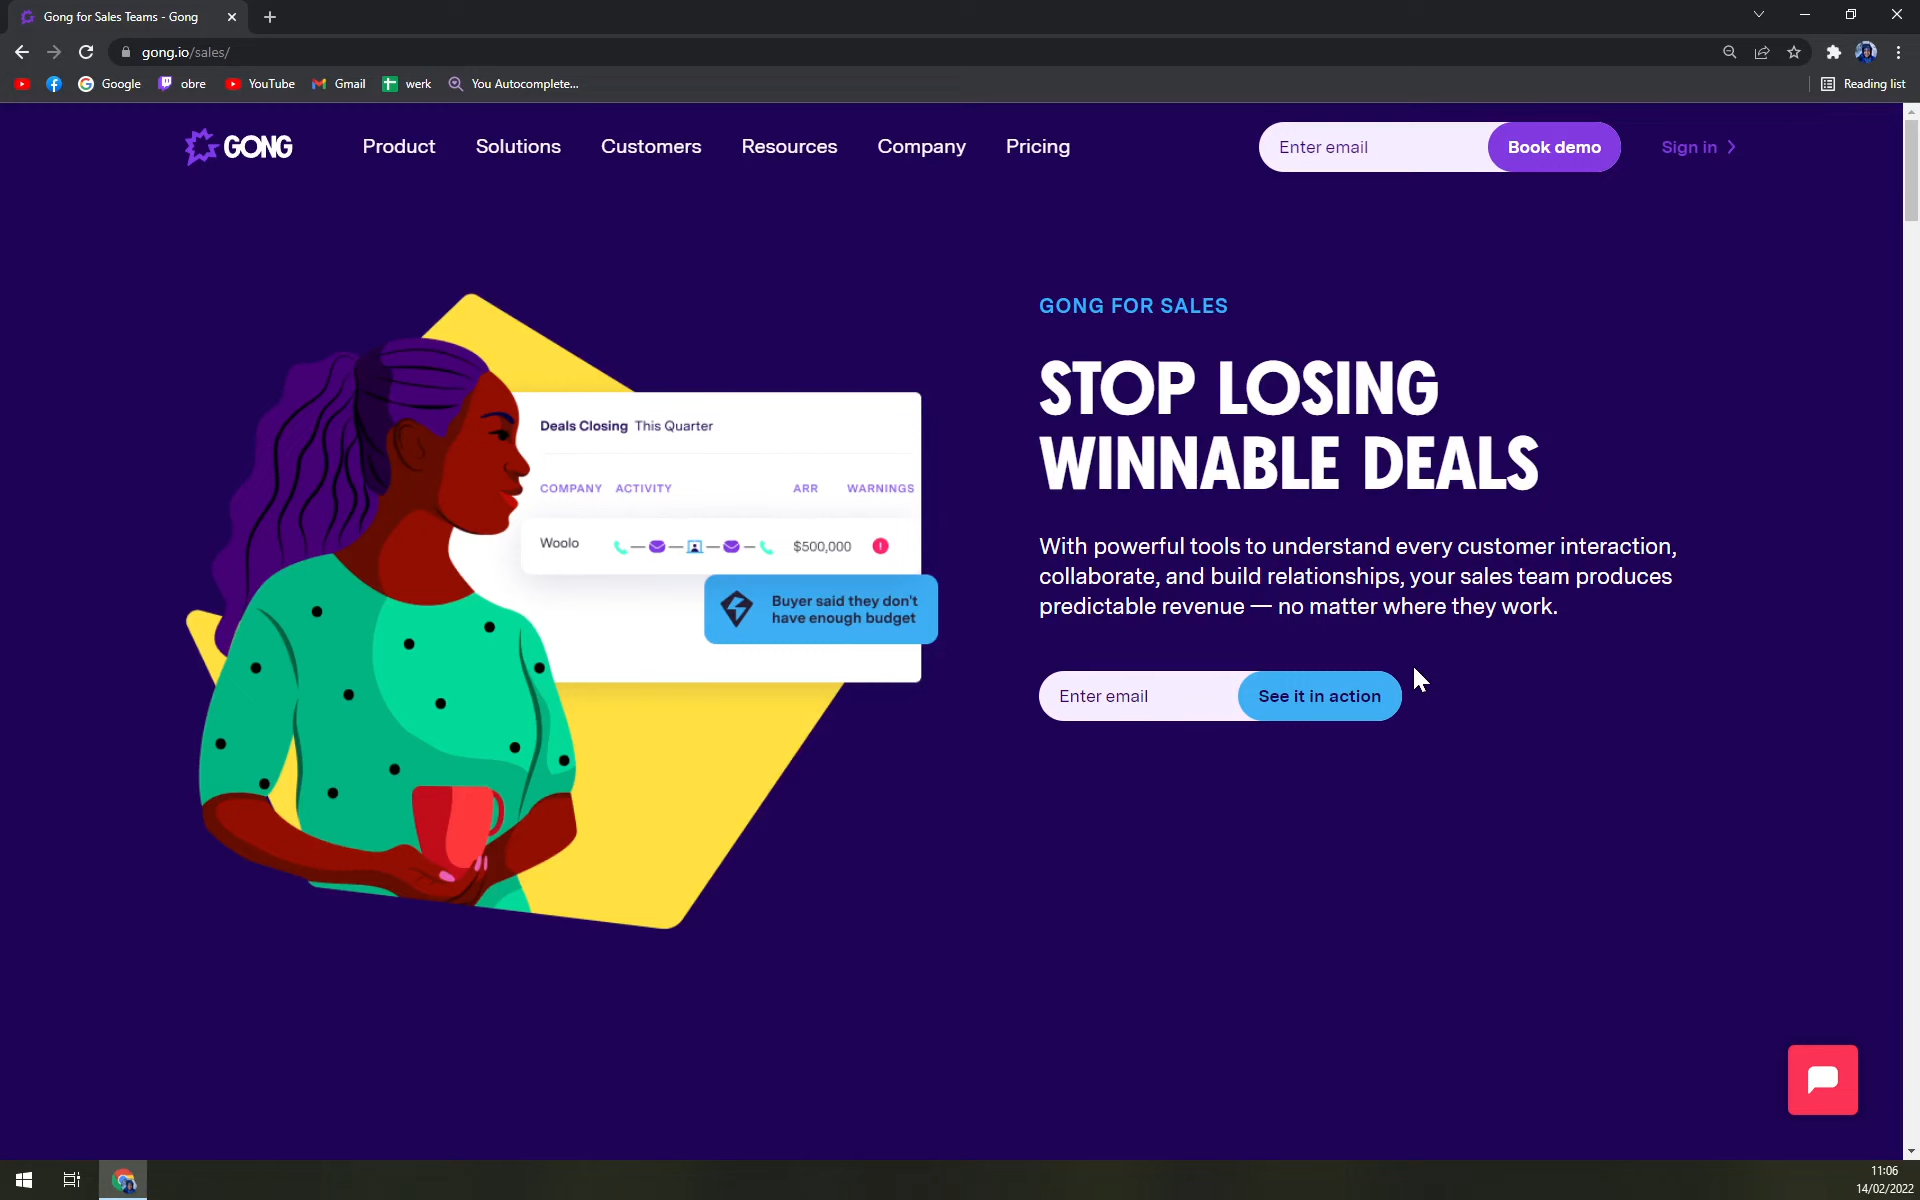 Gong for Sales Teams - Gong
gong.io/sales/
Google
obre
YouTube
Gmail
werk
You Autocomplete...
Reading list
GONG
Product
Solutions
Customers
Resources
Company
Pricing
Enter email
Book demo
Sign in
GONG FOR SALES
STOP LOSING
WINNABLE DEALS
With powerful tools to understand every customer interaction,
collaborate, and build relationships, your sales team produces
predictable revenue — no matter where they work.
Enter email
See it in action
Deals Closing This Quarter
COMPANY ACTIVITY ARR WARNINGS
Woolo $500,000
Buyer said they don't
have enough budget
11:06
14/02/2022